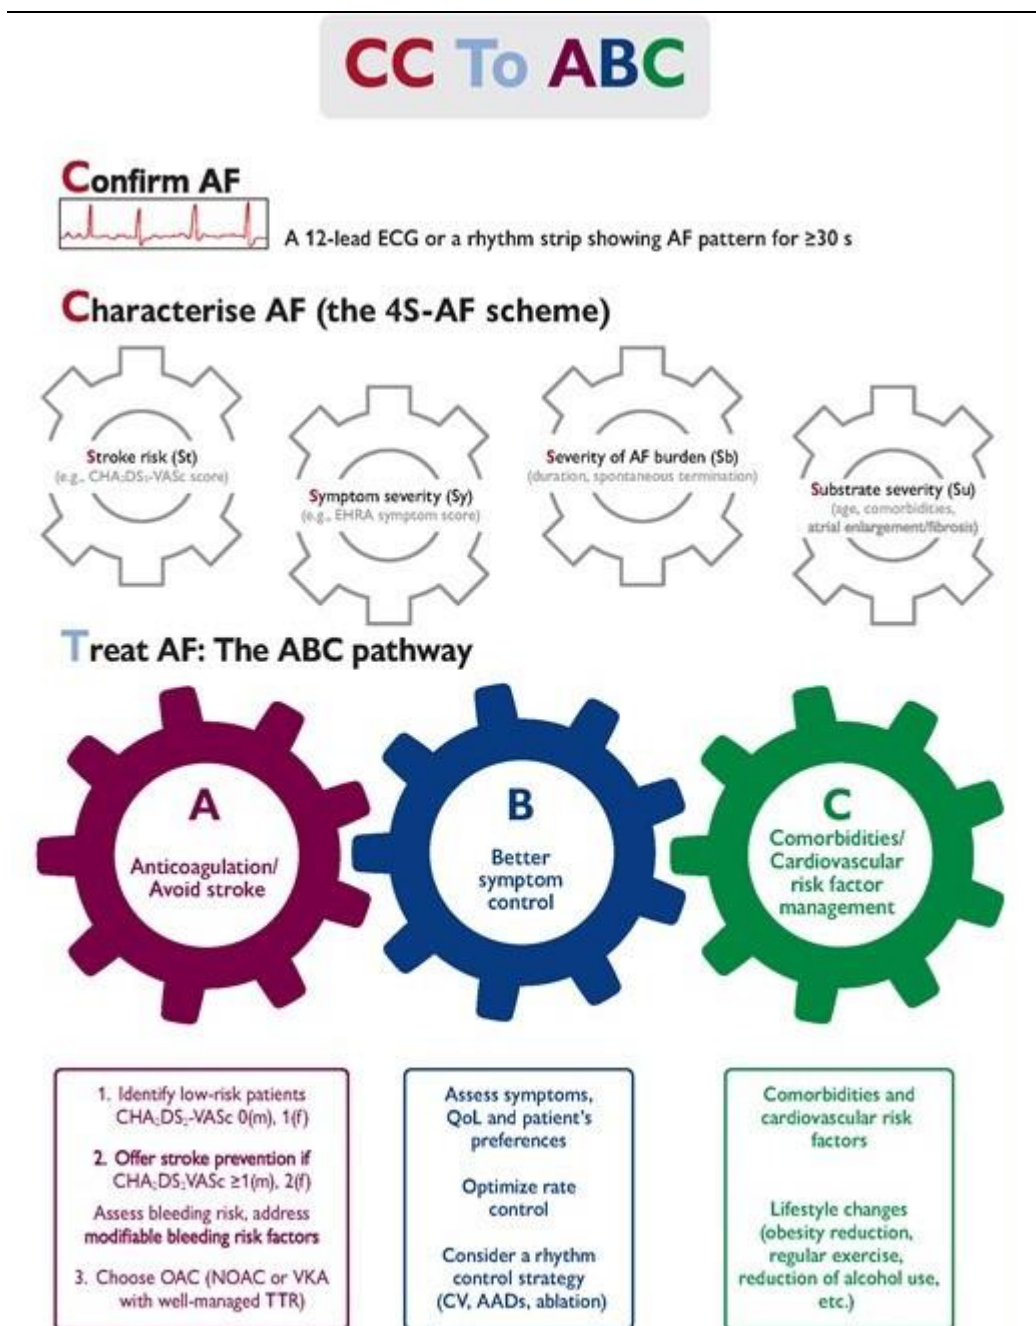 CC To ABC
Confirm AF
A 12-lead ECG or a rhythm strip showing AF pattern for ≥30 s
Characterise AF (the 4S-AF scheme)
Stroke risk (St)
(e.g., CHA₂DS₂-VASc score)
Symptom severity (Sy)
(e.g., EHRA symptom score)
Severity of AF burden (Sb)
(duration, spontaneous termination)
Substrate severity (Su)
(age, comorbidities,
atrial enlargement/fibrosis)
Treat AF: The ABC pathway
A
Anticoagulation/
Avoid stroke
B
Better
symptom
control
C
Comorbidities/
Cardiovascular
risk factor
management
1. Identify low-risk patients
CHA₂DS₂-VASc 0(m), 1(f)
2. Offer stroke prevention if
CHA₂DS₂VASc ≥1(m), 2(f)
Assess bleeding risk, address
modifiable bleeding risk factors
3. Choose OAC (NOAC or VKA
with well-managed TTR)
Assess symptoms,
QoL and patient's
preferences
Optimize rate
control
Consider a rhythm
control strategy
(CV, AADs, ablation)
Comorbidities and
cardiovascular risk
factors
Lifestyle changes
(obesity reduction,
regular exercise,
reduction of alcohol use,
etc.)